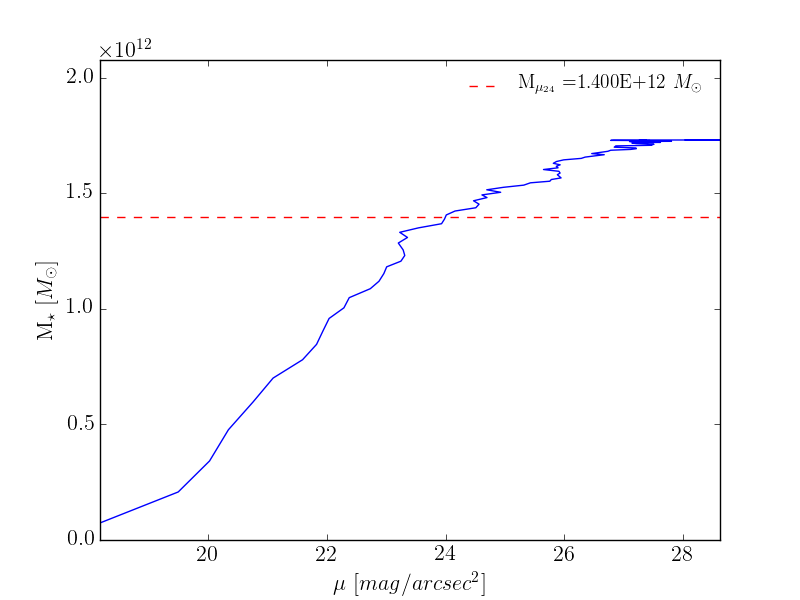 ×10¹²
M_μ₂₄ =1.400E+12 M_⊙
2.0
1.5
1.0
0.5
0.0
M_⋆ [M_⊙]
20 22 24 26 28
μ [mag/arcsec²]